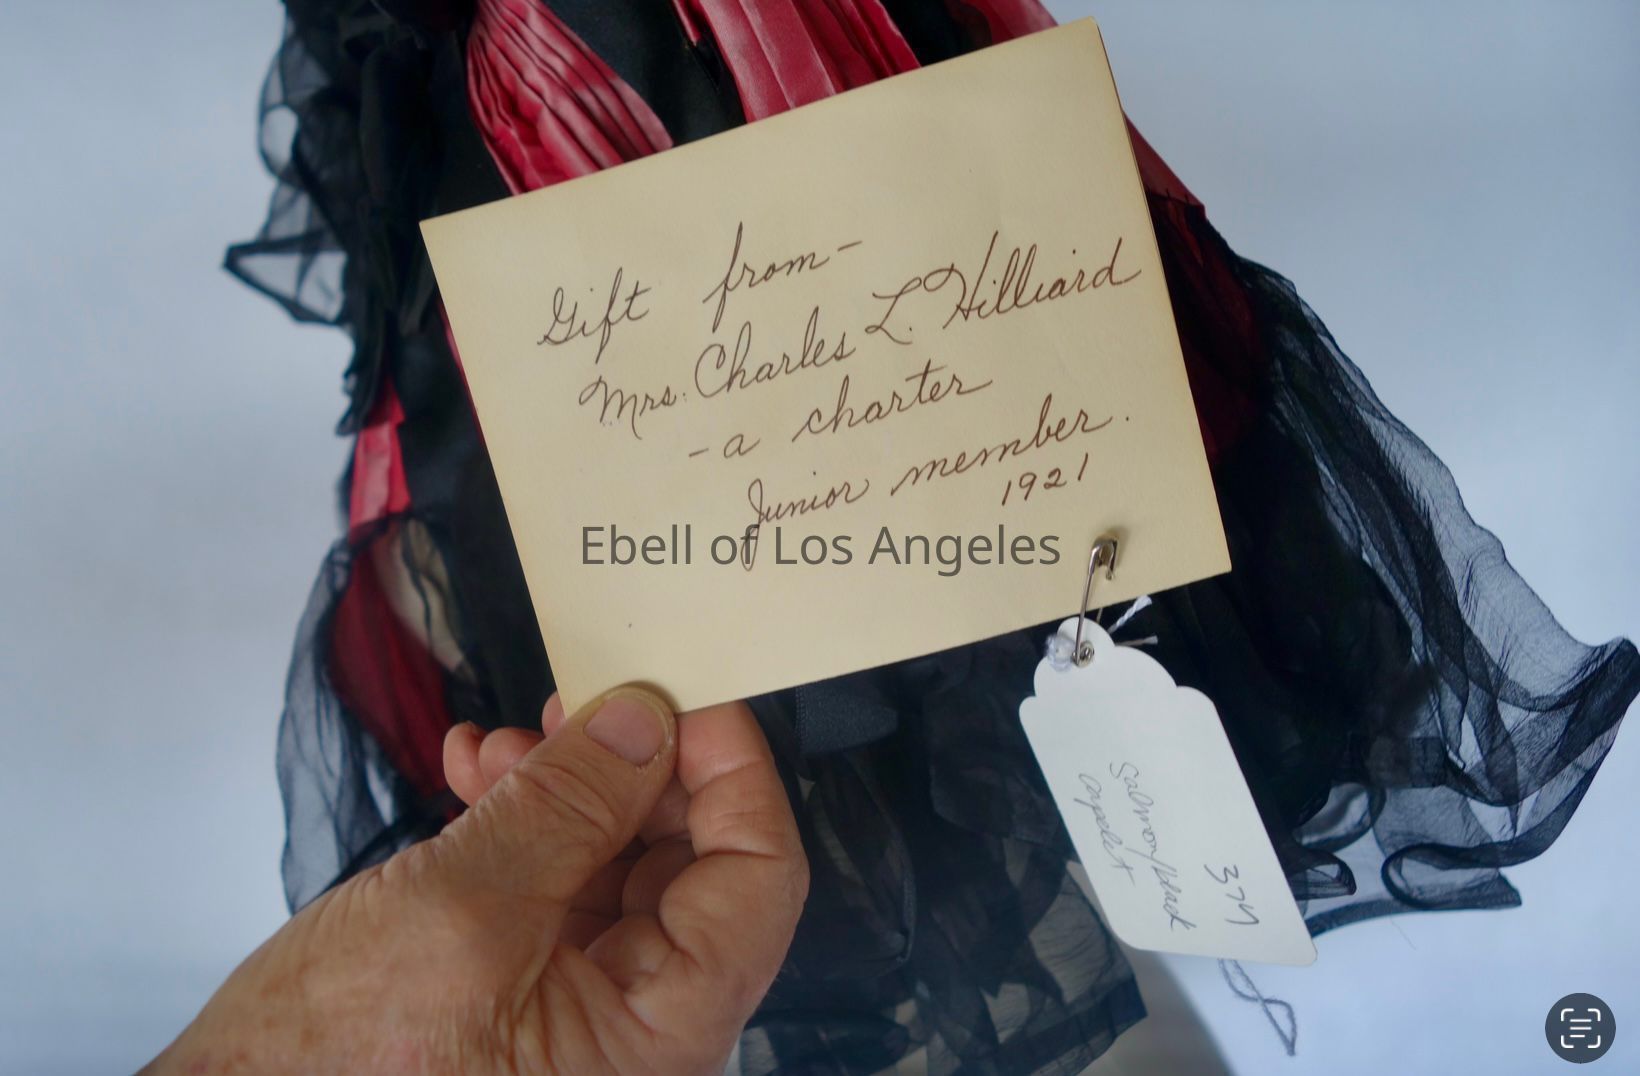 Gift from-
Mrs. Charles L. Hilliard
- a charter
Junior member.
1921
Ebell of Los Angeles
374
Salmon/black
capelet